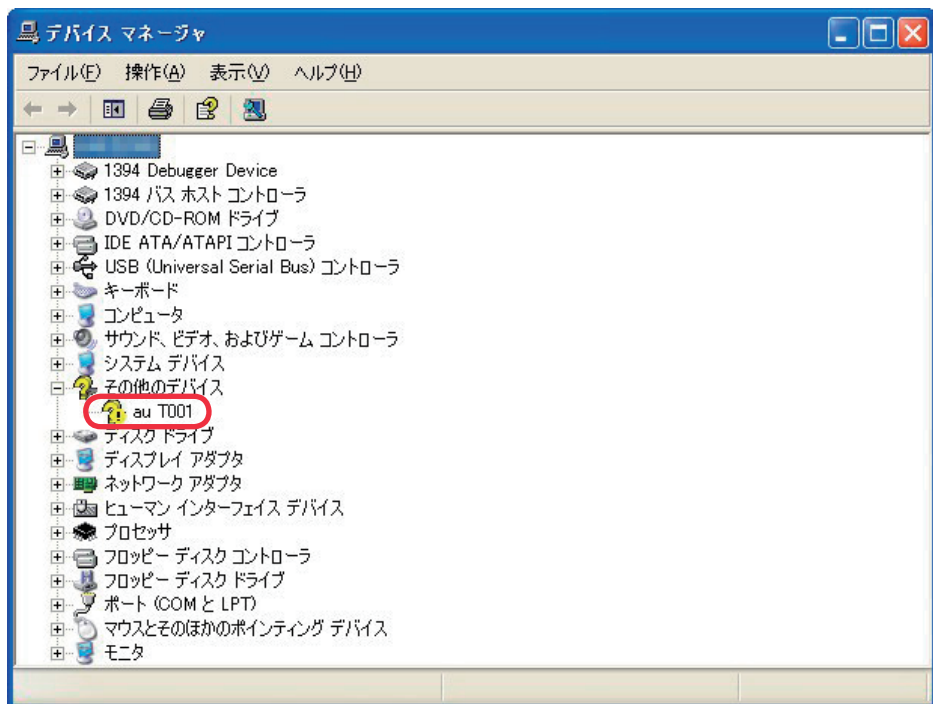 デバイス マネージャ
ファイル(F) 操作(A) 表示(V) ヘルプ(H)
1394 Debugger Device
1394 バス ホスト コントローラ
DVD/CD-ROM ドライブ
IDE ATA/ATAPI コントローラ
USB (Universal Serial Bus) コントローラ
キーボード
コンピュータ
サウンド、ビデオ、およびゲーム コントローラ
システム デバイス
その他のデバイス
au T001
ディスク ドライブ
ディスプレイ アダプタ
ネットワーク アダプタ
ヒューマン インターフェイス デバイス
プロセッサ
フロッピー ディスク コントローラ
フロッピー ディスク ドライブ
ポート (COM と LPT)
マウスとそのほかのポインティング デバイス
モニタ